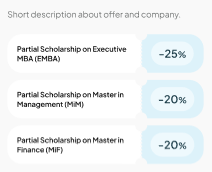 Short description about offer and company.
Partial Scholarship on Executive
MBA (EMBA)
-25%
Partial Scholarship on Master in
Management (MiM)
-20%
Partial Scholarship on Master in
Finance (MiF)
-20%